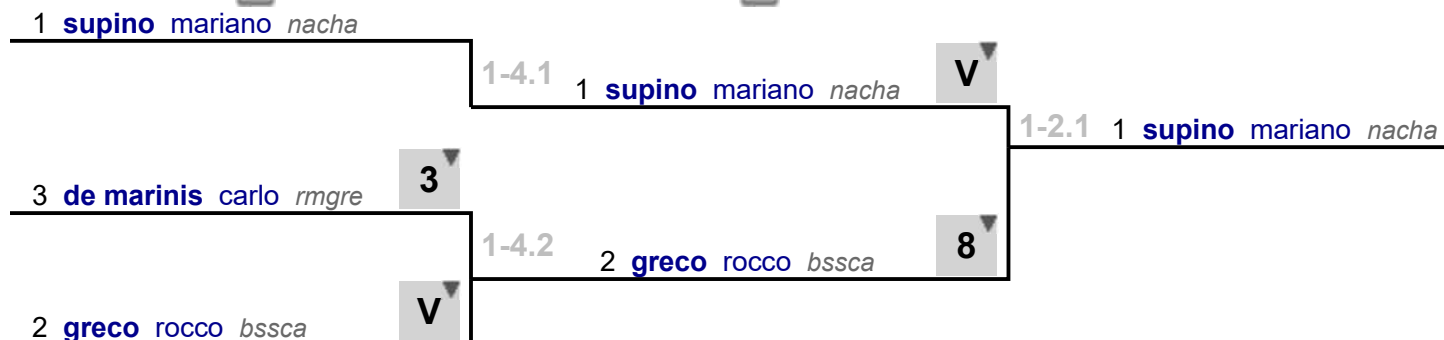 1 supino mariano nacha
1-4.1
1 supino mariano nacha
V
1-2.1
1 supino mariano nacha
3 de marinis carlo rmgre
3
1-4.2
2 greco rocco bssca
8
2 greco rocco bssca
V